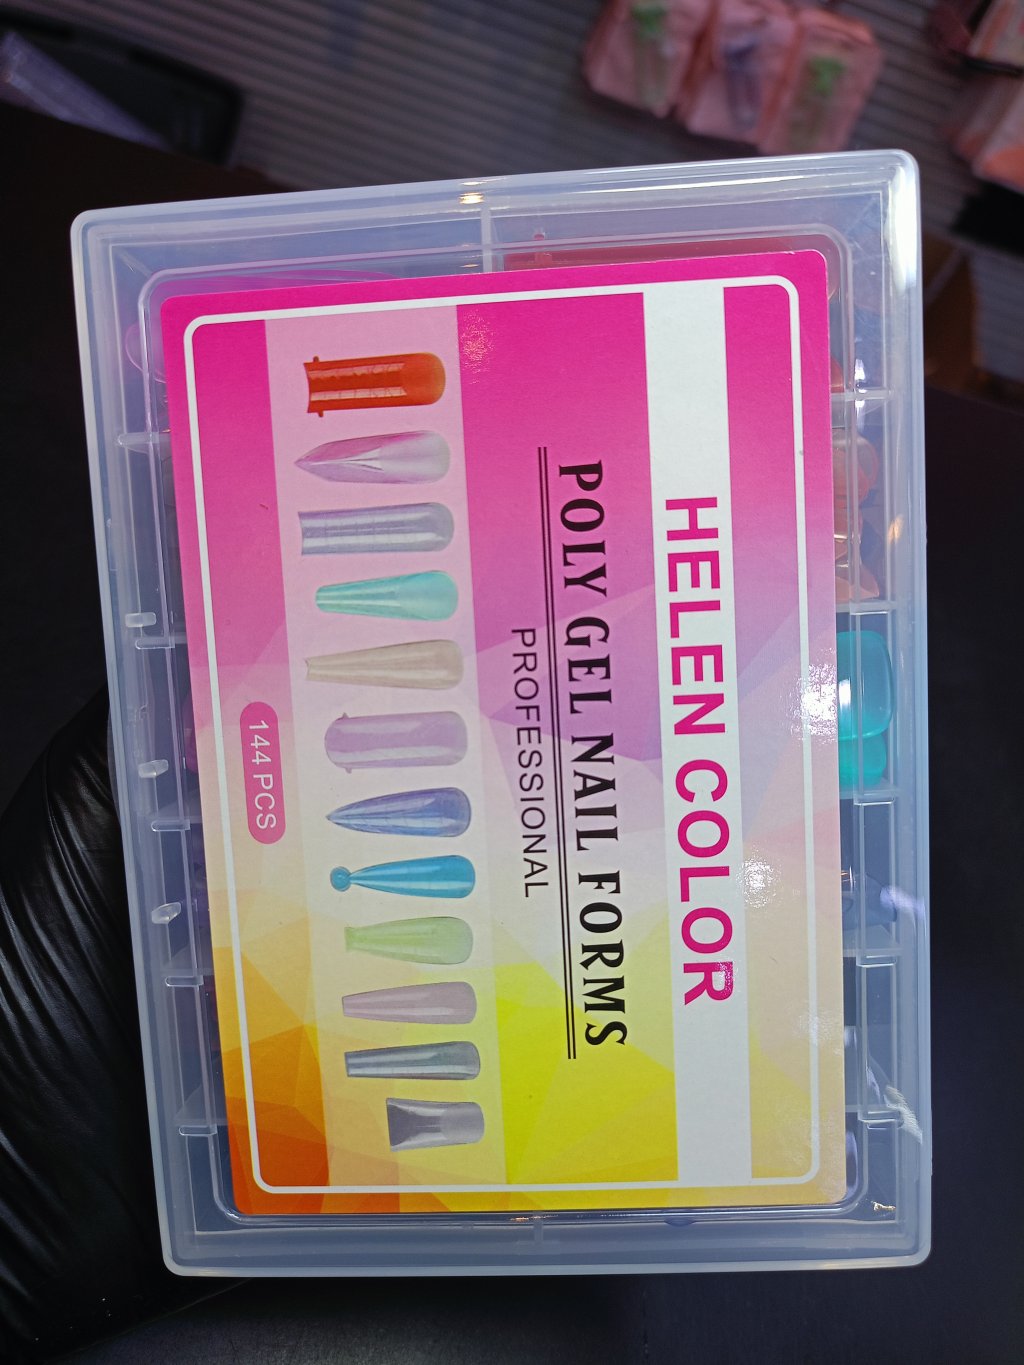 HELEN COLOR
POLY GEL NAIL FORMS
PROFESSIONAL
144 PCS